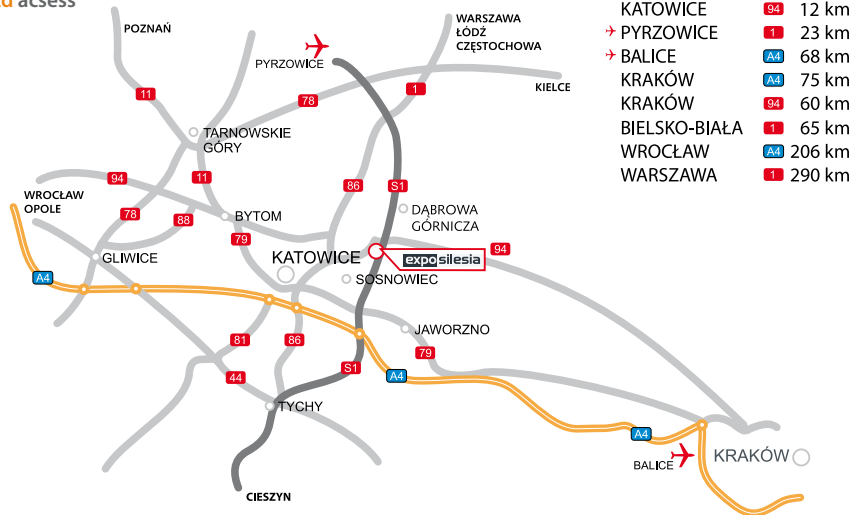 acsess
KATOWICE 94 12 km
PYRZOWICE 1 23 km
BALICE A4 68 km
KRAKÓW A4 75 km
KRAKÓW 94 60 km
BIELSKO-BIAŁA 1 65 km
WROCŁAW A4 206 km
WARSZAWA 1 290 km
POZNAŃ
WARSZAWA
ŁÓDŹ
CZĘSTOCHOWA
PYRZOWICE
KIELCE
11
1
78
TARNOWSKIE
GÓRY
94
11
86
S1
WROCŁAW
OPOLE
78
88
BYTOM
DĄBROWA
GÓRNICZA
79
94
GLIWICE
KATOWICE
exposilesia
A4
SOSNOWIEC
JAWORZNO
81
86
79
44
S1
A4
TYCHY
A4
BALICE
KRAKÓW
CIESZYN